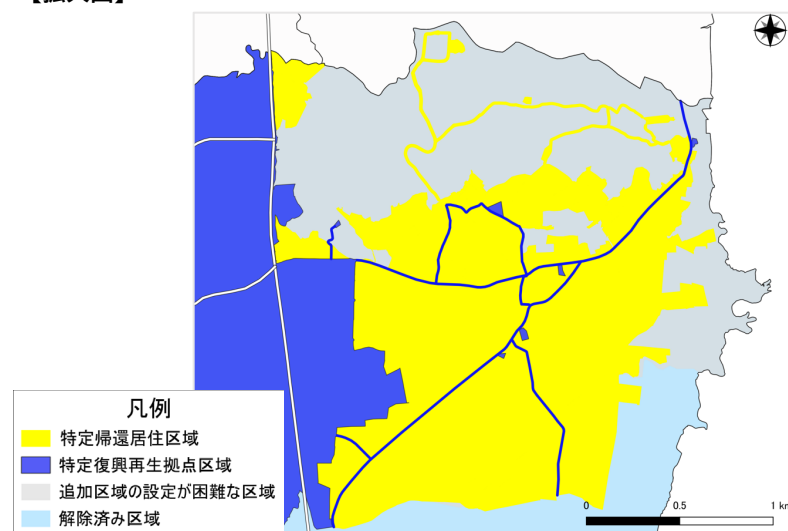 【拡大図】
凡例
特定帰還居住区域
特定復興再生拠点区域
追加区域の設定が困難な区域
解除済み区域
0 0.5 1 km